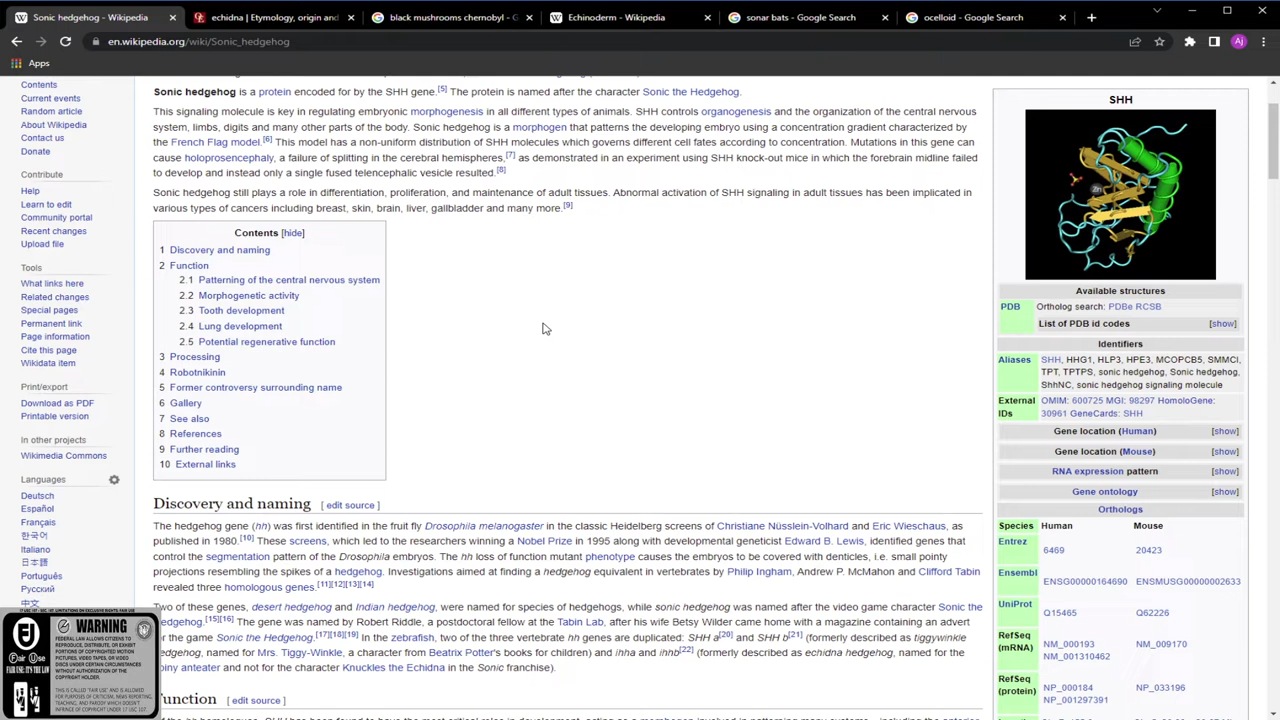 Sonic hedgehog - Wikipedia
echidna | Etymology, origin and
black mushrooms chernobyl - G
Echinoderm - Wikipedia
sonar bats - Google Search
ocelloid - Google Search
en.wikipedia.org/wiki/Sonic_hedgehog
Aj
Apps
Contents
Current events
Random article
About Wikipedia
Contact us
Donate
Contribute
Help
Learn to edit
Community portal
Recent changes
Upload file
Tools
What links here
Related changes
Special pages
Permanent link
Page information
Cite this page
Wikidata item
Print/export
Download as PDF
Printable version
In other projects
Wikimedia Commons
Languages
Deutsch
Español
Français
한국어
Italiano
日本語
Português
Русский
中文
Sonic hedgehog is a protein encoded for by the SHH gene.[5] The protein is named after the character Sonic the Hedgehog.
This signaling molecule is key in regulating embryonic morphogenesis in all different types of animals. SHH controls organogenesis and the organization of the central nervous
system, limbs, digits and many other parts of the body. Sonic hedgehog is a morphogen that patterns the developing embryo using a concentration gradient characterized by
the French Flag model.[6] This model has a non-uniform distribution of SHH molecules which governs different cell fates according to concentration. Mutations in this gene can
cause holoprosencephaly, a failure of splitting in the cerebral hemispheres,[7] as demonstrated in an experiment using SHH knock-out mice in which the forebrain midline failed
to develop and instead only a single fused telencephalic vesicle resulted.[8]
Sonic hedgehog still plays a role in differentiation, proliferation, and maintenance of adult tissues. Abnormal activation of SHH signaling in adult tissues has been implicated in
various types of cancers including breast, skin, brain, liver, gallbladder and many more.[9]
Contents [hide]
1 Discovery and naming
2 Function
2.1 Patterning of the central nervous system
2.2 Morphogenetic activity
2.3 Tooth development
2.4 Lung development
2.5 Potential regenerative function
3 Processing
4 Robotnikinin
5 Former controversy surrounding name
6 Gallery
7 See also
8 References
9 Further reading
10 External links
Discovery and naming [ edit source ]
The hedgehog gene (hh) was first identified in the fruit fly Drosophila melanogaster in the classic Heidelberg screens of Christiane Nüsslein-Volhard and Eric Wieschaus, as
published in 1980.[10] These screens, which led to the researchers winning a Nobel Prize in 1995 along with developmental geneticist Edward B. Lewis, identified genes that
control the segmentation pattern of the Drosophila embryos. The hh loss of function mutant phenotype causes the embryos to be covered with denticles, i.e. small pointy
projections resembling the spikes of a hedgehog. Investigations aimed at finding a hedgehog equivalent in vertebrates by Philip Ingham, Andrew P. McMahon and Clifford Tabin
revealed three homologous genes.[11][12][13][14]
Two of these genes, desert hedgehog and Indian hedgehog, were named for species of hedgehogs, while sonic hedgehog was named after the video game character Sonic the
edgehog.[15][16] The gene was named by Robert Riddle, a postdoctoral fellow at the Tabin Lab, after his wife Betsy Wilder came home with a magazine containing an advert
or the game Sonic the Hedgehog.[17][18][19] In the zebrafish, two of the three vertebrate hh genes are duplicated: SHH a[20] and SHH b[21] (formerly described as tiggywinkle
hedgehog, named for Mrs. Tiggy-Winkle, a character from Beatrix Potter's books for children) and ihha and ihhb[22] (formerly described as echidna hedgehog, named for the
piny anteater and not for the character Knuckles the Echidna in the Sonic franchise).
unction [ edit source ]
SHH
Zn
Available structures
PDB Ortholog search: PDBe RCSB
List of PDB id codes [show]
Identifiers
Aliases SHH, HHG1, HLP3, HPE3, MCOPCB5, SMMCI,
TPT, TPTPS, sonic hedgehog, Sonic hedgehog,
ShhNC, sonic hedgehog signaling molecule
External IDs OMIM: 600725 MGI: 98297 HomoloGene:
30961 GeneCards: SHH
Gene location (Human) [show]
Gene location (Mouse) [show]
RNA expression pattern [show]
Gene ontology [show]
Orthologs
Species Human Mouse
Entrez 6469 20423
Ensembl ENSG00000164690 ENSMUSG00000002633
UniProt Q15465 Q62226
RefSeq (mRNA) NM_000193 NM_009170
NM_001310462
RefSeq (protein) NP_000184 NP_033196
NP_001297391
WARNING
FEDERAL LAW ALLOWS CITIZENS TO
REPRODUCE, DISTRIBUTE, OR EXHIBIT
PORTIONS OF COPYRIGHT MOTION
PICTURES, VIDEO TAPES, OR VIDEO
DISCS UNDER CERTAIN CIRCUMSTANCES
WITHOUT AUTHORIZATION OF THE
COPYRIGHT HOLDER.
THIS IS CALLED "FAIR USE" AND IS
ALLOWED FOR PURPOSES OF CRITICISM, NEWS REPORTING,
TEACHING, AND PARODY
Fair Use